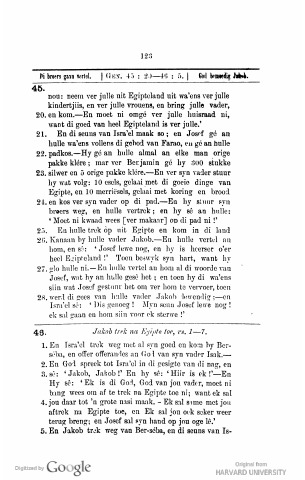 123
Di broers gaan vertel. | GEN. 45 : 20—46 : 5. | God bemoedig Jakob.
45.
nou: neem ver julle uit Egipteland uit wa'ens ver julle
kindertjiis, en ver julle vrouens, en bring julle vader,
20. en kom.—En moet ni omgé ver julle huisraad ni,
want di goed van heel Egipteland is ver julle.'
21. En di seuns van Isra'el maak so; en Josef gé an
hulle wa'ens vollens di gebod van Farao, en gé an hulle
22. padkos.—Hy gé an hulle almal an elke man orige
pakke klére; mar ver Benjamin gé hy 300 stukke
23. silwer en 5 orige pakke klére.—En ver syn vader stuur
hy wat volg: 10 esels, gelai met di goeie dinge van
Egipte, en 10 merriesels, gelai met koring en brood
24. en kos ver syn vader op di pad.—En hy stuur syn
broers weg, en hulle vertrek; en hy sé an hulle:
'Moet ni kwaad wees [ver makaar] op di pad ni!'
25. En hulle trek op uit Egipte en kom in di land
26. Kanaan by hulle vader Jakob.—En hulle vertel an
hom, en sé: 'Josef lewe nog, en hy is heerser o'er
heel Egipteland!' Toen beswyk syn hart, want hy
27. glo hulle ni.—En hulle vertel an hom al di woorde van
Josef, wat hy an hulle gesé het; en toen hy di wa'ens
siin wat Josef gestuur het om ver hom te vervoer, toen
28. werd di gees van hulle vader Jakob lewendig;—en
Isra'el sé: 'Dis genoeg! Myn seun Josef lewe nog!
ek sal gaan en hom siin voor ek sterwe!'
46. Jakob trek na Egipte toe, vs. 1—7.
1. En Isra'el trek weg met al syn goed en kom by Ber-
séba, en offer offerandes an God van syn vader Isak.—
2. En God spreek tot Isra'el in di gesigte van di nag, en
3. sé: 'Jakob, Jakob!' En hy sé: 'Hiir is ek!'—En
Hy sé: 'Ek is di God, God van jou vader, moet ni
bang wees om af te trek na Egipte toe ni; want ek sal
4. jou daar tot 'n grote nasi maak.—Ek sal same met jou
aftrek na Egipte toe, en Ek sal jou ook seker weer
terug breng; en Josef sal syn hand op jou oge lé.'
5. En Jakob trek weg van Ber-séba, en di seuns van Is-
Digitized by Google
Original from
HARVARD UNIVERSITY